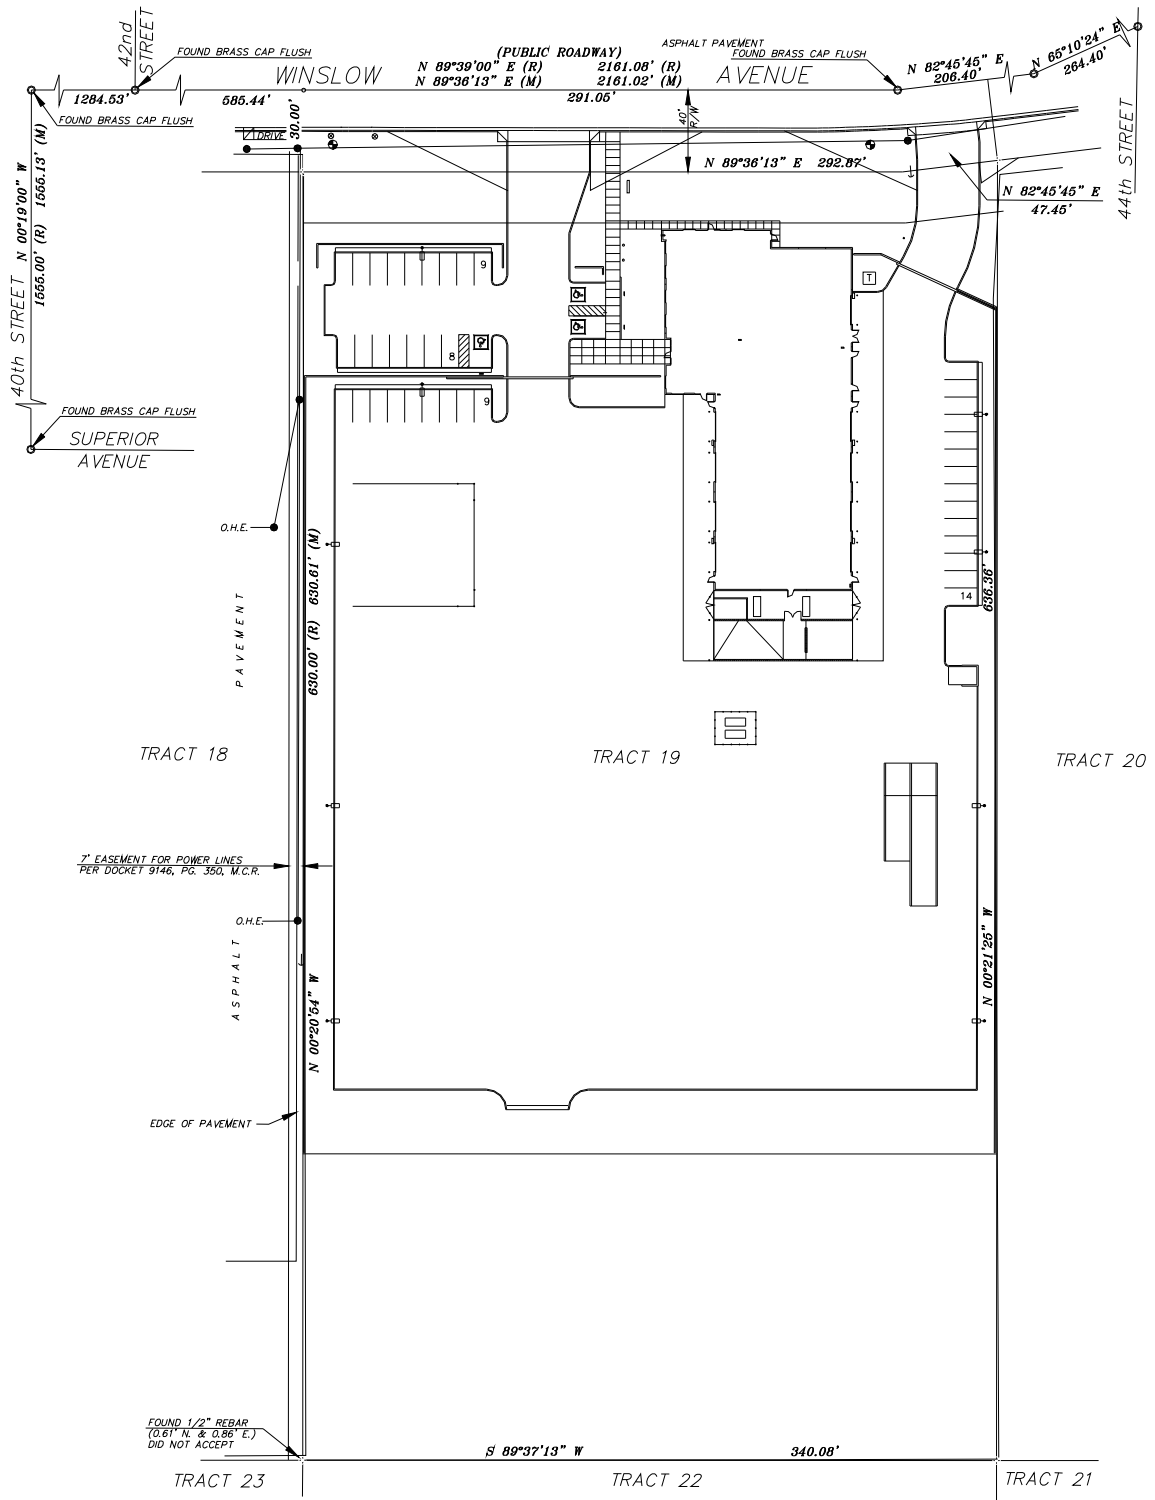 42nd
STREET
FOUND BRASS CAP FLUSH
WINSLOW
(PUBLIC ROADWAY)
N 89°39'00" E (R) 2161.08' (R)
N 89°36'13" E (M) 2161.02' (M)
ASPHALT PAVEMENT
FOUND BRASS CAP FLUSH
AVENUE
N 82°45'45" E
206.40'
N 65°10'24" E
264.40'
1284.53'
585.44'
291.05'
FOUND BRASS CAP FLUSH
DRIVE
30.00'
40'
R/W
N 89°36'13" E 292.87'
N 82°45'45" E
47.45'
44th STREET
40th STREET
N 00°19'00" W
1555.00' (R) 1555.13' (M)
T
9
8
9
FOUND BRASS CAP FLUSH
SUPERIOR
AVENUE
O.H.E.
630.00' (R) 630.61' (M)
636.36'
14
PAVEMENT
TRACT 18
TRACT 19
TRACT 20
7' EASEMENT FOR POWER LINES
PER DOCKET 9146, PG. 350, M.C.R.
O.H.E.
ASPHALT
N 00°20'54" W
N 00°21'25" W
EDGE OF PAVEMENT
FOUND 1/2" REBAR
(0.61' N. & 0.86' E.)
DID NOT ACCEPT
S 89°37'13" W 340.08'
TRACT 23
TRACT 22
TRACT 21